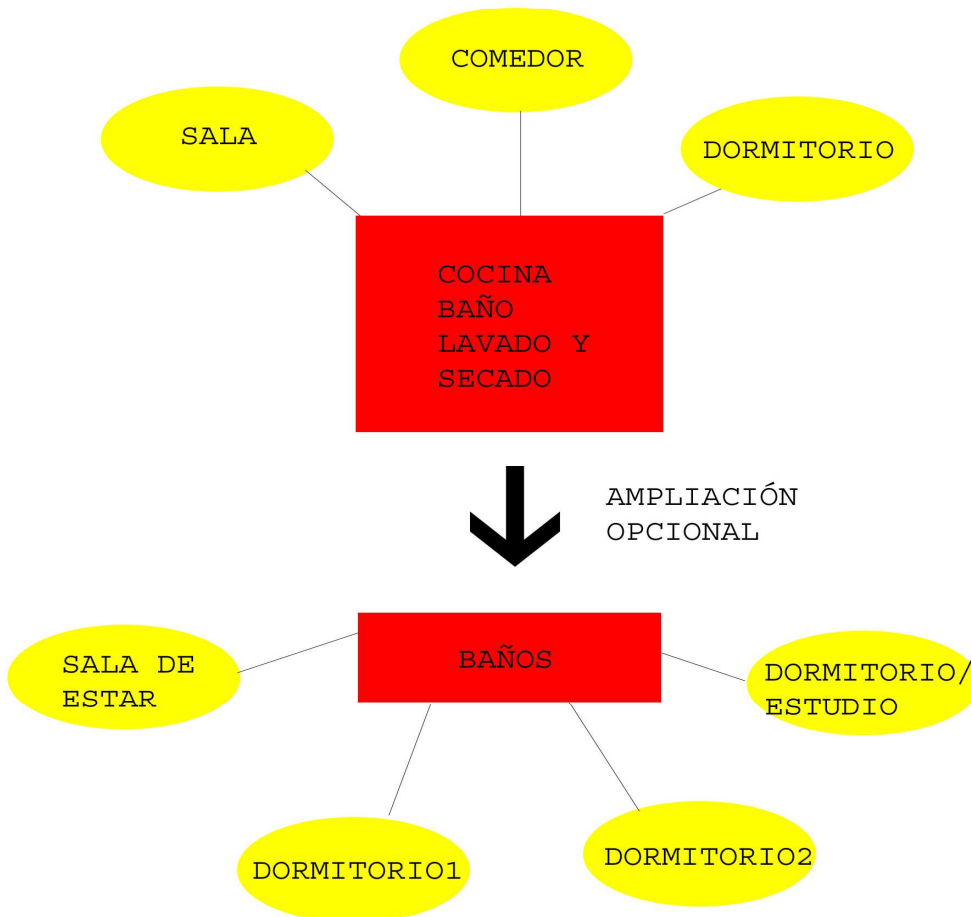 COMEDOR
SALA
DORMITORIO
COCINA
BAÑO
LAVADO Y
SECADO
AMPLIACIÓN
OPCIONAL
SALA DE
ESTAR
BAÑOS
DORMITORIO/
ESTUDIO
DORMITORIO1
DORMITORIO2